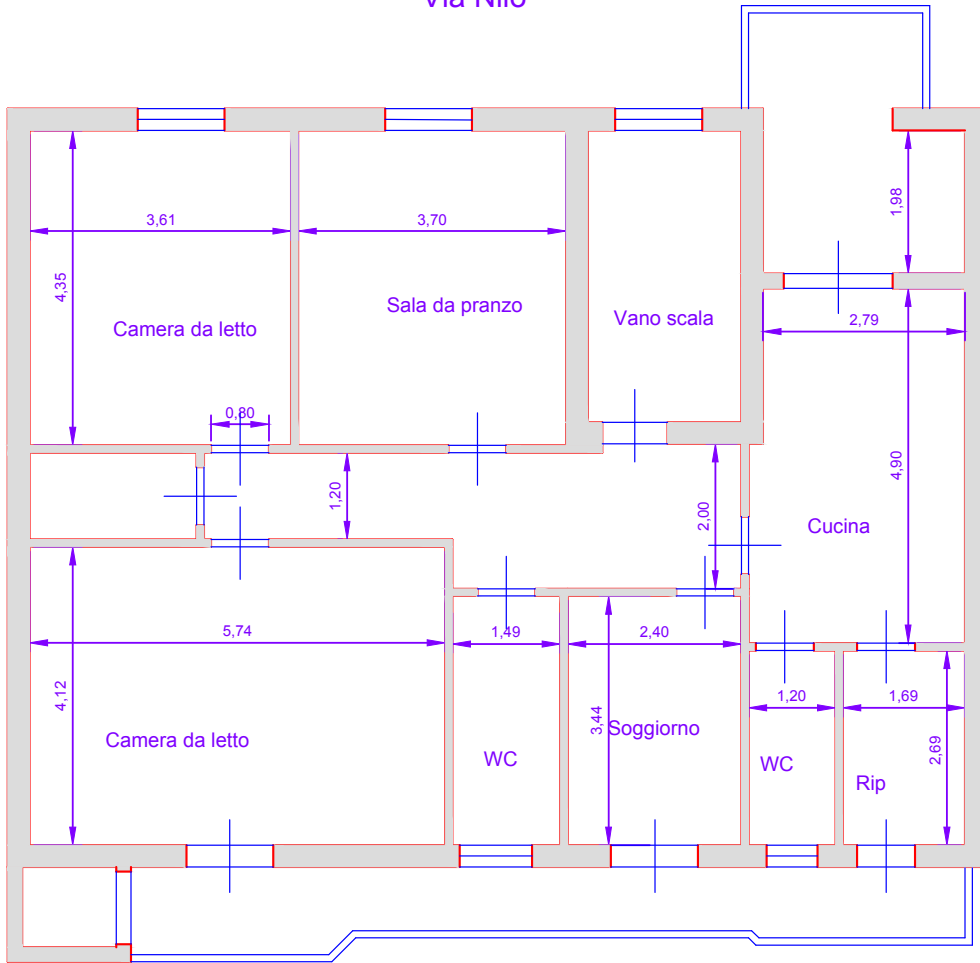 Via Nilo
1,98
3,61
3,70
4,35
Camera da letto
Sala da pranzo
Vano scala
2,79
0,80
4,90
1,20
2,00
Cucina
5,74
1,49
2,40
4,12
3,44
1,20
1,69
2,69
Camera da letto
WC
Soggiorno
WC
Rip